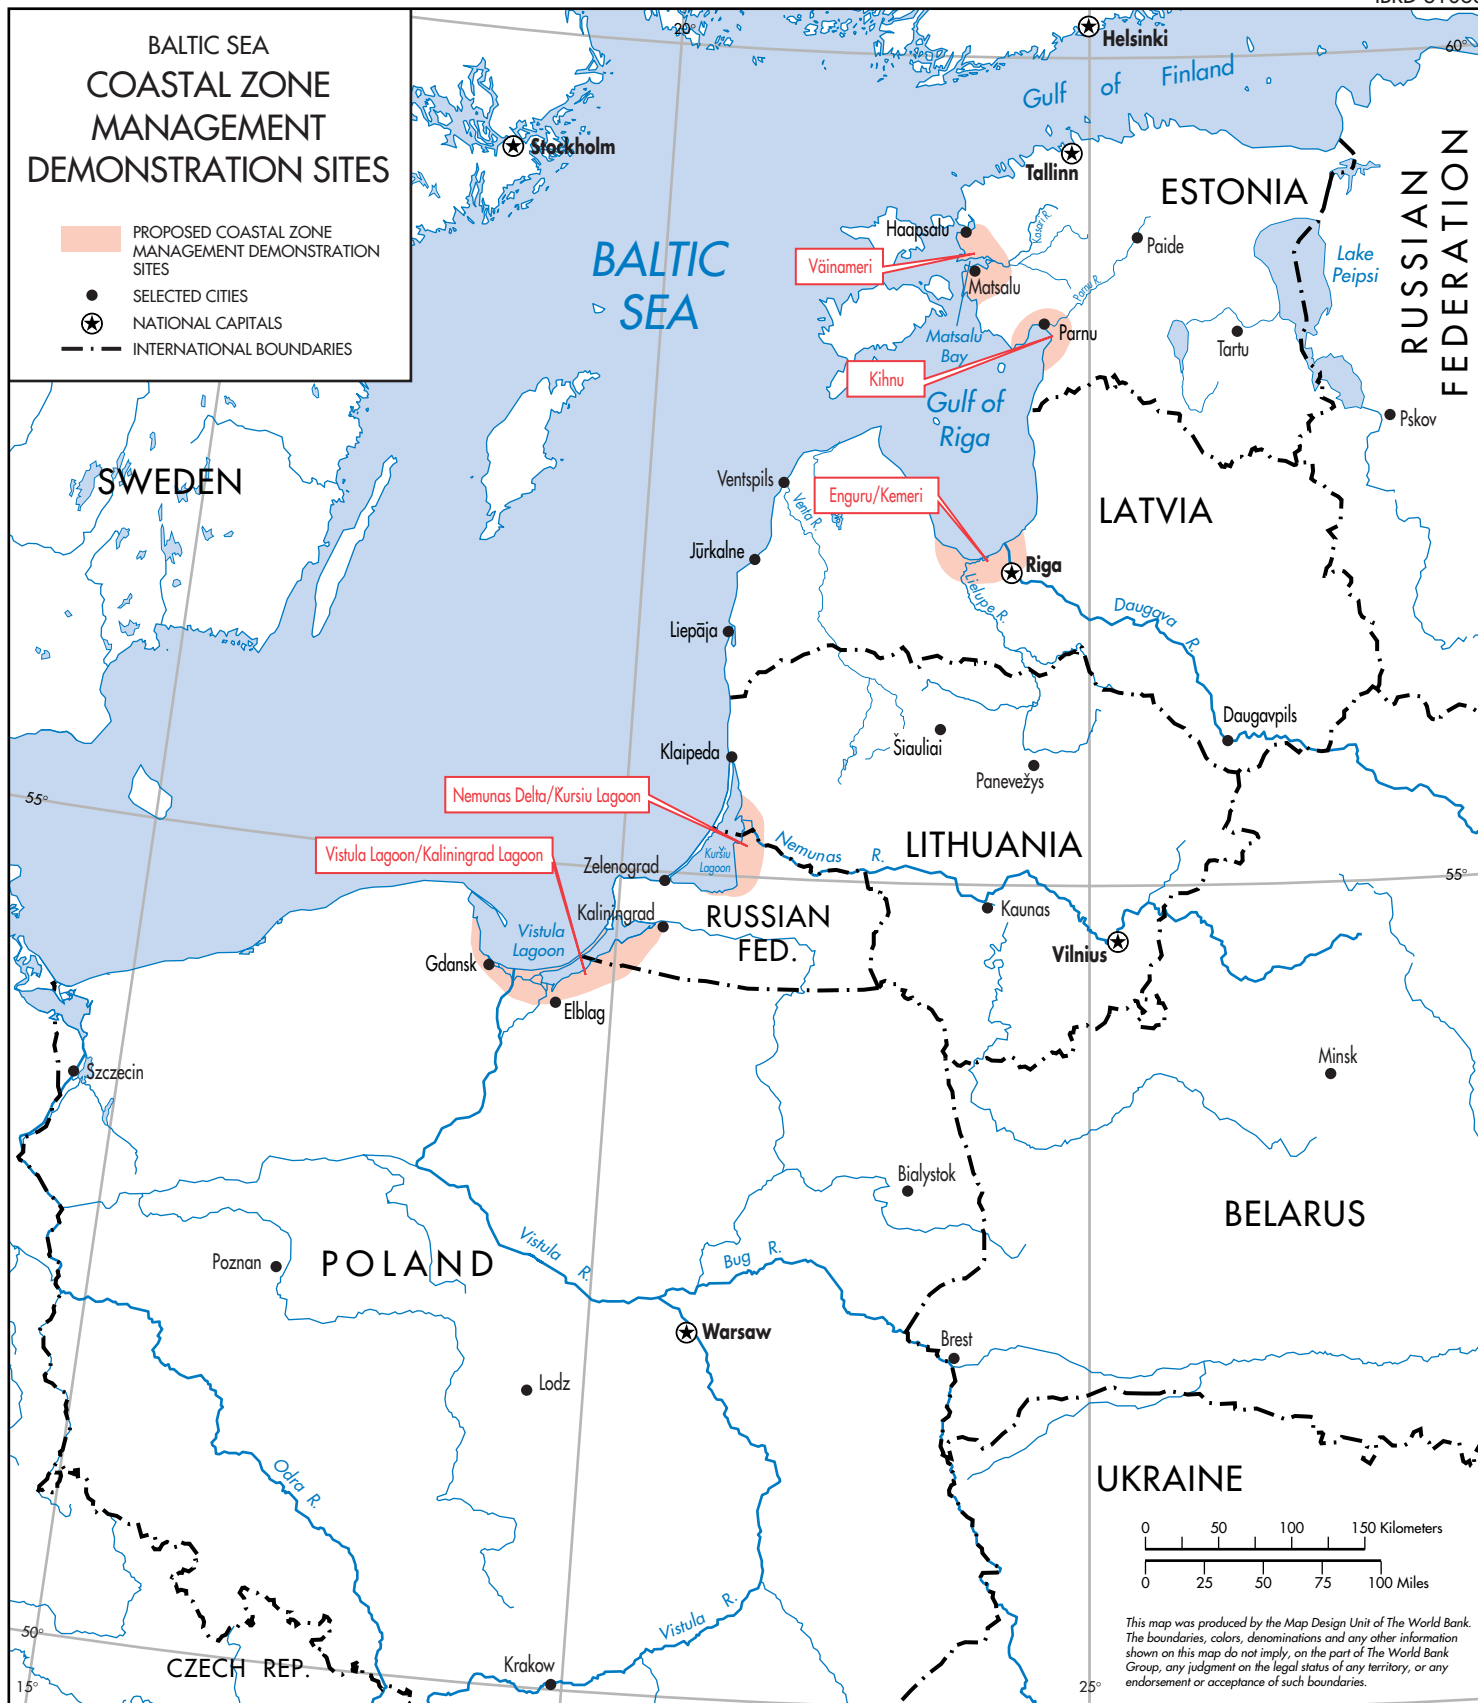 BALTIC SEA
COASTAL ZONE
MANAGEMENT
DEMONSTRATION SITES
PROPOSED COASTAL ZONE
MANAGEMENT DEMONSTRATION
SITES
SELECTED CITIES
NATIONAL CAPITALS
INTERNATIONAL BOUNDARIES
20°
Helsinki
60°
Gulf of Finland
Stockholm
Tallinn
ESTONIA
RUSSIAN
FEDERATION
Haapsalu
Kasari R.
Paide
BALTIC
SEA
Väinameri
Lake
Peipsi
Matsalu
Parnu R.
Matsalu
Bay
Parnu
Tartu
Kihnu
Gulf of
Riga
Pskov
SWEDEN
Ventspils
Venta R.
Enguru/Kemeri
LATVIA
Jūrkalne
Riga
Lielupe R.
Daugava R.
Liepāja
Daugavpils
Šiauliai
Klaipeda
Panevežys
Nemunas Delta/Kursiu Lagoon
55°
LITHUANIA
Nemunas R.
Vistula Lagoon/Kaliningrad Lagoon
Kuršiu
Lagoon
Zelenograd
55°
Kaliningrad
RUSSIAN
FED.
Kaunas
Vistula
Lagoon
Vilnius
Gdansk
Elblag
Minsk
Szczecin
Bialystok
BELARUS
Vistula R.
Bug R.
Poznan
POLAND
Warsaw
Brest
Lodz
Odra R.
UKRAINE
0 50 100 150 Kilometers
0 25 50 75 100 Miles
Vistula R.
50°
CZECH REP.
Krakow
15°
25°
This map was produced by the Map Design Unit of The World Bank.
The boundaries, colors, denominations and any other information
shown on this map do not imply, on the part of The World Bank
Group, any judgment on the legal status of any territory, or any
endorsement or acceptance of such boundaries.